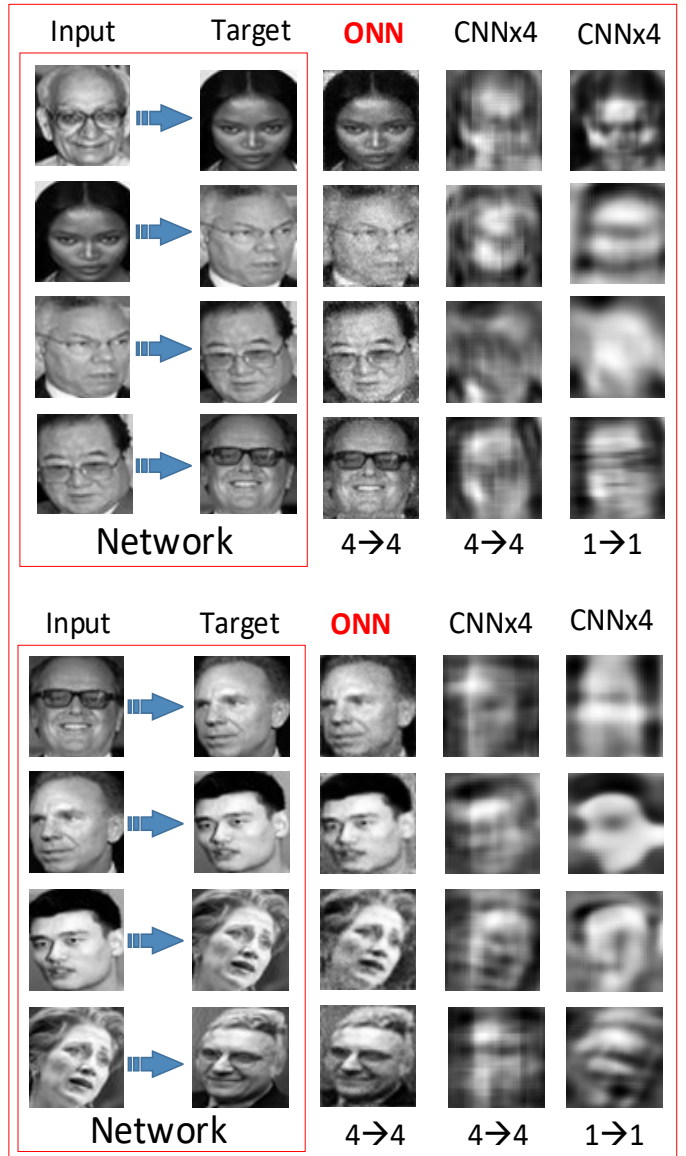 Input Target ONN CNNx4 CNNx4
Network
4→4 4→4 1→1
Input Target ONN CNNx4 CNNx4
Network
4→4 4→4 1→1